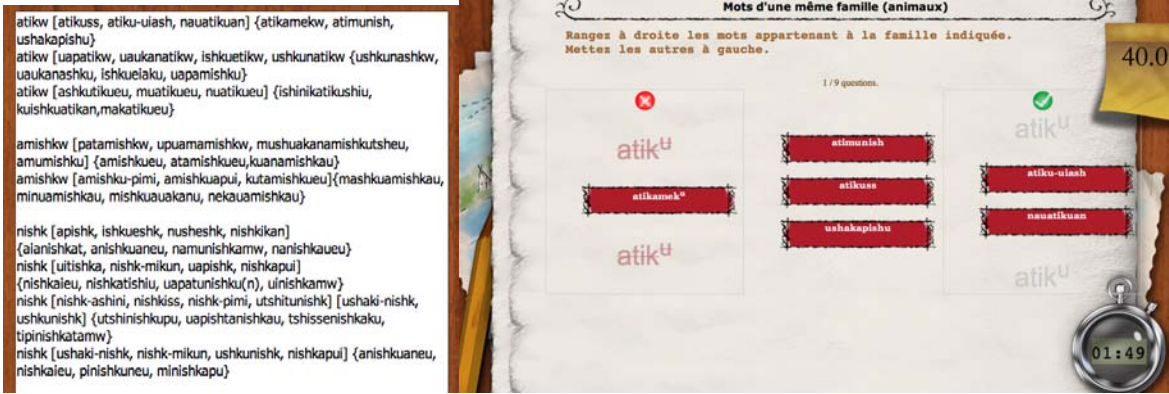 atikw [atikuss, atiku-uiash, nauatikuan] {atikamekw, atimunish,
ushakapishu}
atikw [uapatikw, uaukanatikw, ishkuetikw, ushkunatikw {ushkunashkw,
uaukanashku, ishkueiaku, uapamishku}
atikw [ashkutikueu, muatikueu, nuatikueu] {ishinikatikushiu,
kuishkuatikan,makatikueu}
amishkw [patamishkw, upuamamishkw, mushuakanamishkutsheu,
amumishku] {amishkueu, atamishkueu,kuanamishkau}
amishkw [amishku-pimi, amishkuapui, kutamishkueu]{mashkuamishkau,
minuamishkau, mishkuauakanu, nekauamishkau}
nishk [apishk, ishkueshk, nusheshk, nishkikan]
{aianishkat, anishkuaneu, namunishkamw, nanishkaueu}
nishk [uitishka, nishk-mikun, uapishk, nishkapui]
{nishkaieu, nishkatishiu, uapatunishku(n), uinishkamw}
nishk [nishk-ashini, nishkiss, nishk-pimi, utshitunishk] [ushaki-nishk,
ushkunishk] {utshinishkupu, uapishtanishkau, tshissenishkaku,
tipinishkatamw}
nishk [ushaki-nishk, nishk-mikun, ushkunishk, nishkapui] {anishkuaneu,
nishkaieu, pinishkuneu, minishkapu}
Mots d'une même famille (animaux)
Rangez à droite les mots appartenant à la famille indiquée.
Mettez les autres à gauche.
40.0
1 / 9 questions.
atikᵘ
atikamekᵘ
atikᵘ
atimunish
atikuss
ushakapishu
atikᵘ
atiku-uiash
nauatikuan
atikᵘ
01:49